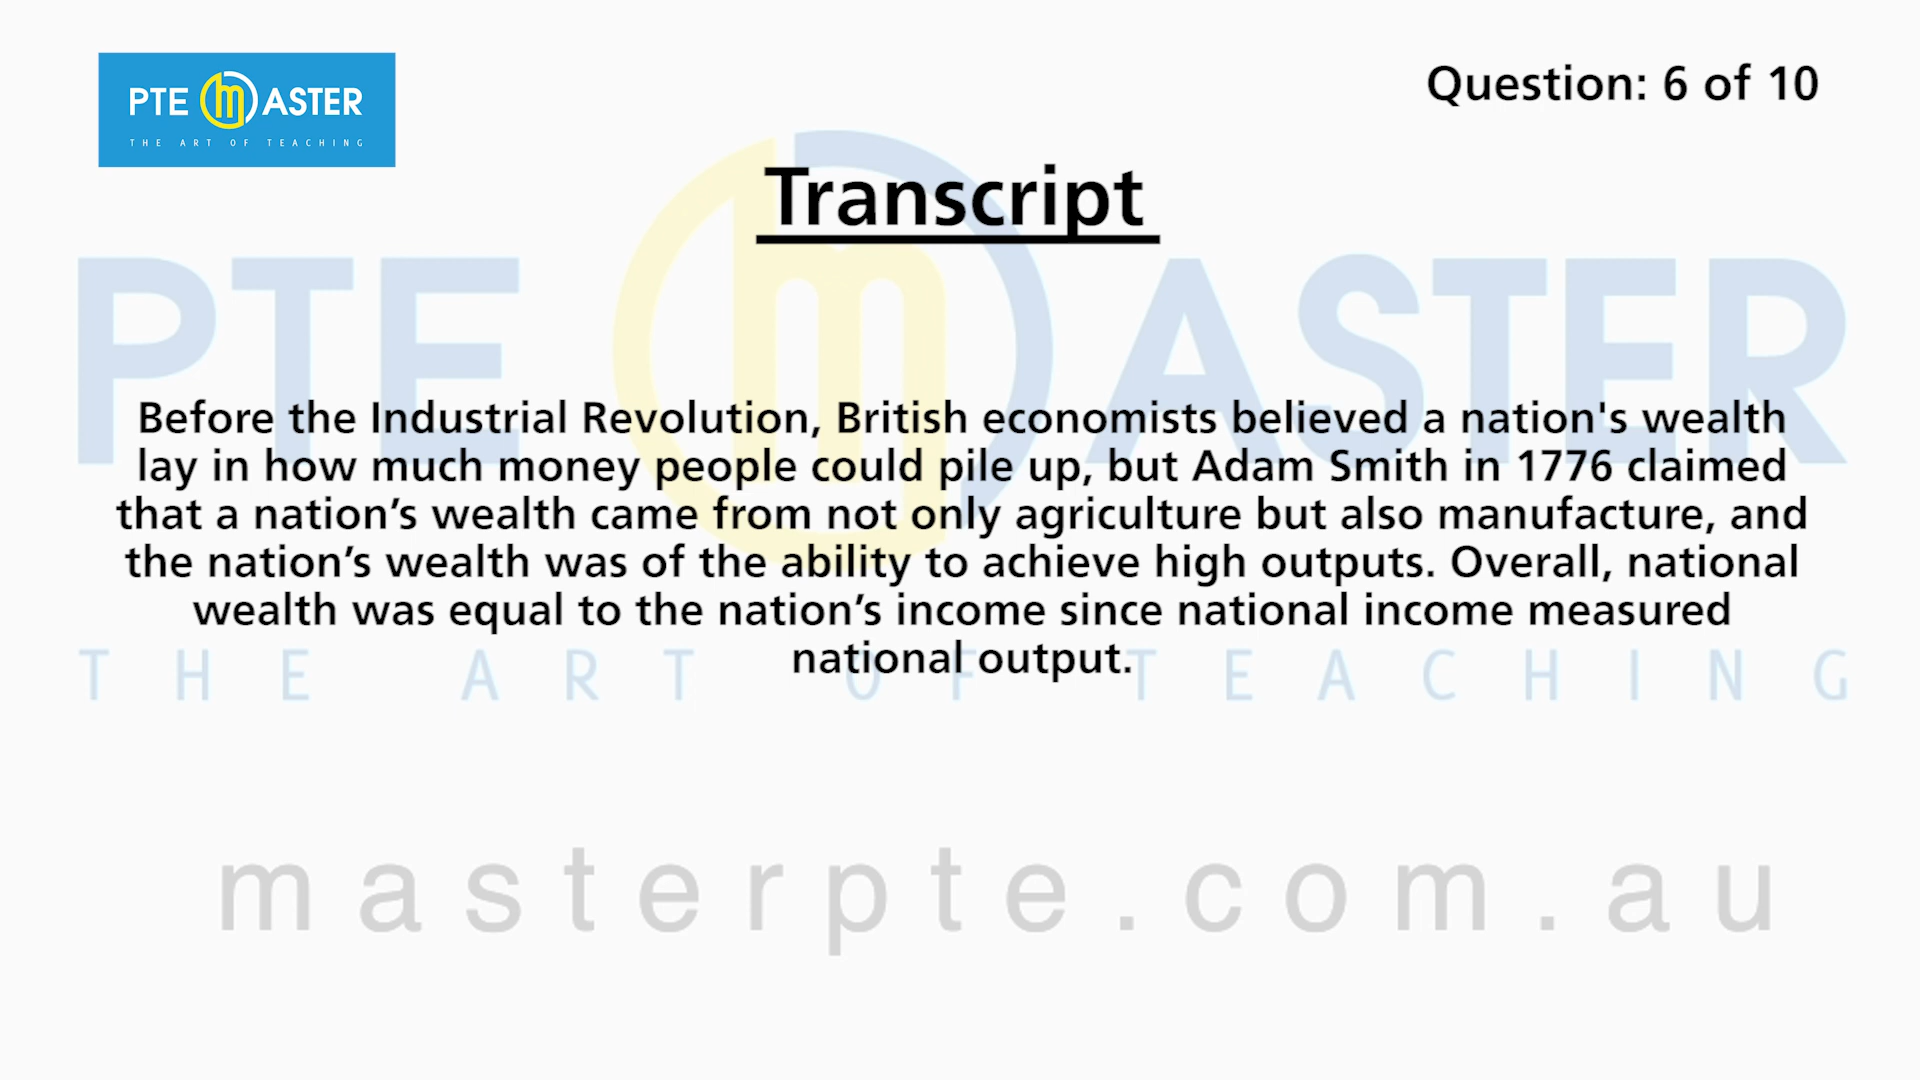 PTE MASTER
THE ART OF TEACHING
Question: 6 of 10
Transcript
PTE MASTER
Before the Industrial Revolution, British economists believed a nation's wealth
lay in how much money people could pile up, but Adam Smith in 1776 claimed
that a nation’s wealth came from not only agriculture but also manufacture, and
the nation’s wealth was of the ability to achieve high outputs. Overall, national
wealth was equal to the nation’s income since national income measured
national output.
THE ART OF TEACHING
masterpte.com.au